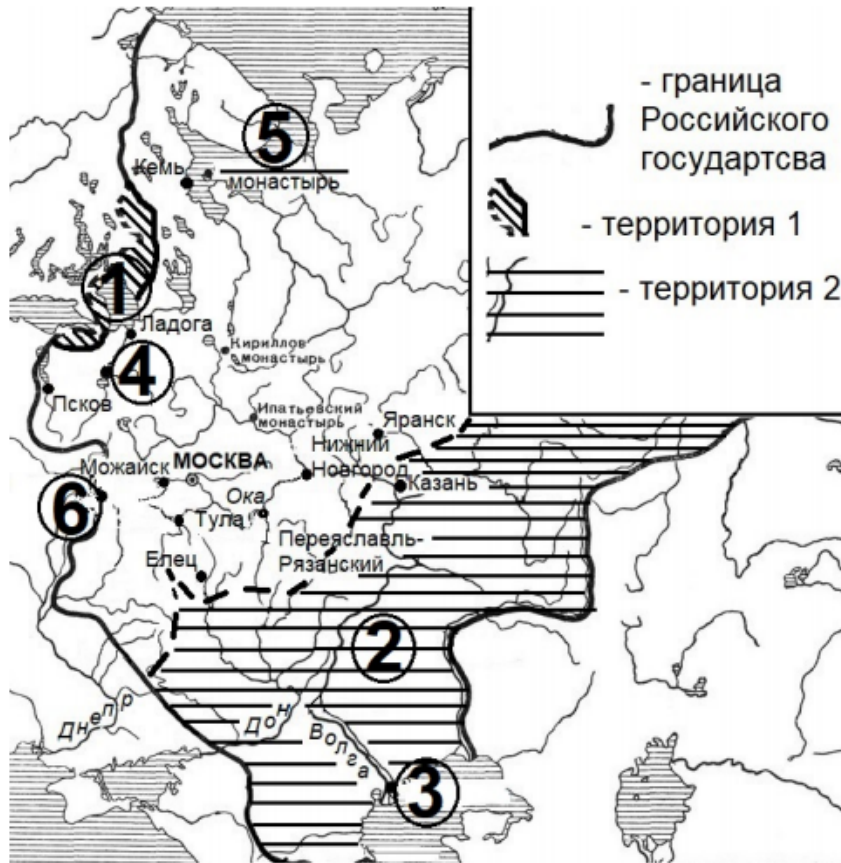 - граница
Российского
государтсва
- территория 1
- территория 2
5
Кемь
монастырь
1
Ладога
4
Кириллов
монастырь
Псков
Ипатьевский
монастырь
Яранск
Нижний
Новгород
Можайск
МОСКВА
Казань
6
Ока
Тула
Переяславль-
Рязанский
Елец
2
Днепр
Дон
Волга
3